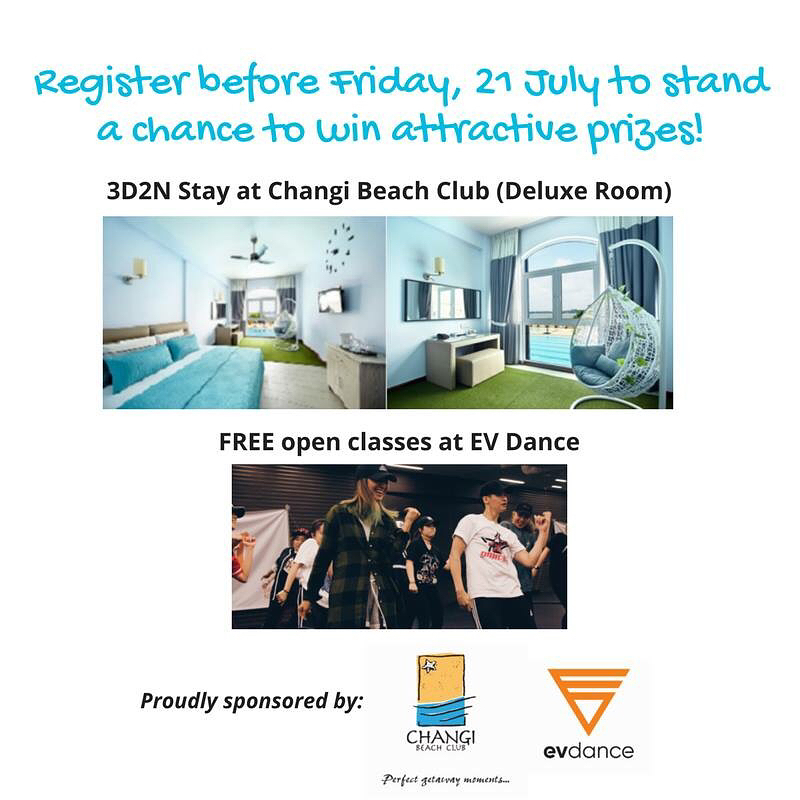 Register before Friday, 21 July to stand
a chance to win attractive prizes!
3D2N Stay at Changi Beach Club (Deluxe Room)
FREE open classes at EV Dance
Proudly sponsored by:
CHANGI
BEACH CLUB
Perfect getaway moments...
evdance